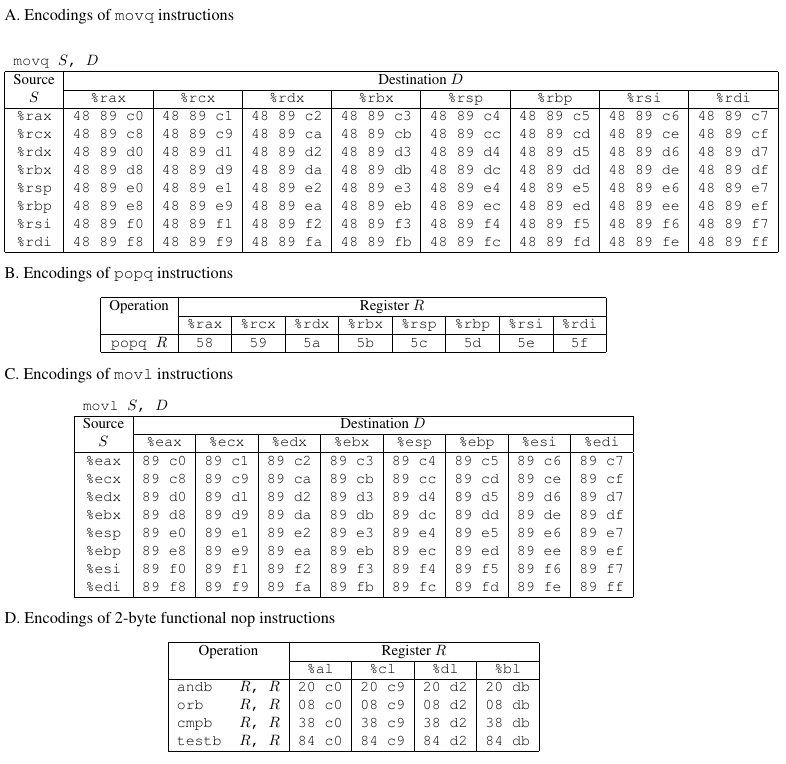 A. Encodings of movq instructions
movq S, D
Source Destination D
S %rax %rcx %rdx %rbx %rsp %rbp %rsi %rdi
%rax 48 89 c0 48 89 c1 48 89 c2 48 89 c3 48 89 c4 48 89 c5 48 89 c6 48 89 c7
%rcx 48 89 c8 48 89 c9 48 89 ca 48 89 cb 48 89 cc 48 89 cd 48 89 ce 48 89 cf
%rdx 48 89 d0 48 89 d1 48 89 d2 48 89 d3 48 89 d4 48 89 d5 48 89 d6 48 89 d7
%rbx 48 89 d8 48 89 d9 48 89 da 48 89 db 48 89 dc 48 89 dd 48 89 de 48 89 df
%rsp 48 89 e0 48 89 e1 48 89 e2 48 89 e3 48 89 e4 48 89 e5 48 89 e6 48 89 e7
%rbp 48 89 e8 48 89 e9 48 89 ea 48 89 eb 48 89 ec 48 89 ed 48 89 ee 48 89 ef
%rsi 48 89 f0 48 89 f1 48 89 f2 48 89 f3 48 89 f4 48 89 f5 48 89 f6 48 89 f7
%rdi 48 89 f8 48 89 f9 48 89 fa 48 89 fb 48 89 fc 48 89 fd 48 89 fe 48 89 ff
B. Encodings of popq instructions
Operation Register R
%rax %rcx %rdx %rbx %rsp %rbp %rsi %rdi
popq R 58 59 5a 5b 5c 5d 5e 5f
C. Encodings of movl instructions
movl S, D
Source Destination D
S %eax %ecx %edx %ebx %esp %ebp %esi %edi
%eax 89 c0 89 c1 89 c2 89 c3 89 c4 89 c5 89 c6 89 c7
%ecx 89 c8 89 c9 89 ca 89 cb 89 cc 89 cd 89 ce 89 cf
%edx 89 d0 89 d1 89 d2 89 d3 89 d4 89 d5 89 d6 89 d7
%ebx 89 d8 89 d9 89 da 89 db 89 dc 89 dd 89 de 89 df
%esp 89 e0 89 e1 89 e2 89 e3 89 e4 89 e5 89 e6 89 e7
%ebp 89 e8 89 e9 89 ea 89 eb 89 ec 89 ed 89 ee 89 ef
%esi 89 f0 89 f1 89 f2 89 f3 89 f4 89 f5 89 f6 89 f7
%edi 89 f8 89 f9 89 fa 89 fb 89 fc 89 fd 89 fe 89 ff
D. Encodings of 2-byte functional nop instructions
Operation Register R
%al %cl %dl %bl
andb R, R 20 c0 20 c9 20 d2 20 db
orb R, R 08 c0 08 c9 08 d2 08 db
cmpb R, R 38 c0 38 c9 38 d2 38 db
testb R, R 84 c0 84 c9 84 d2 84 db